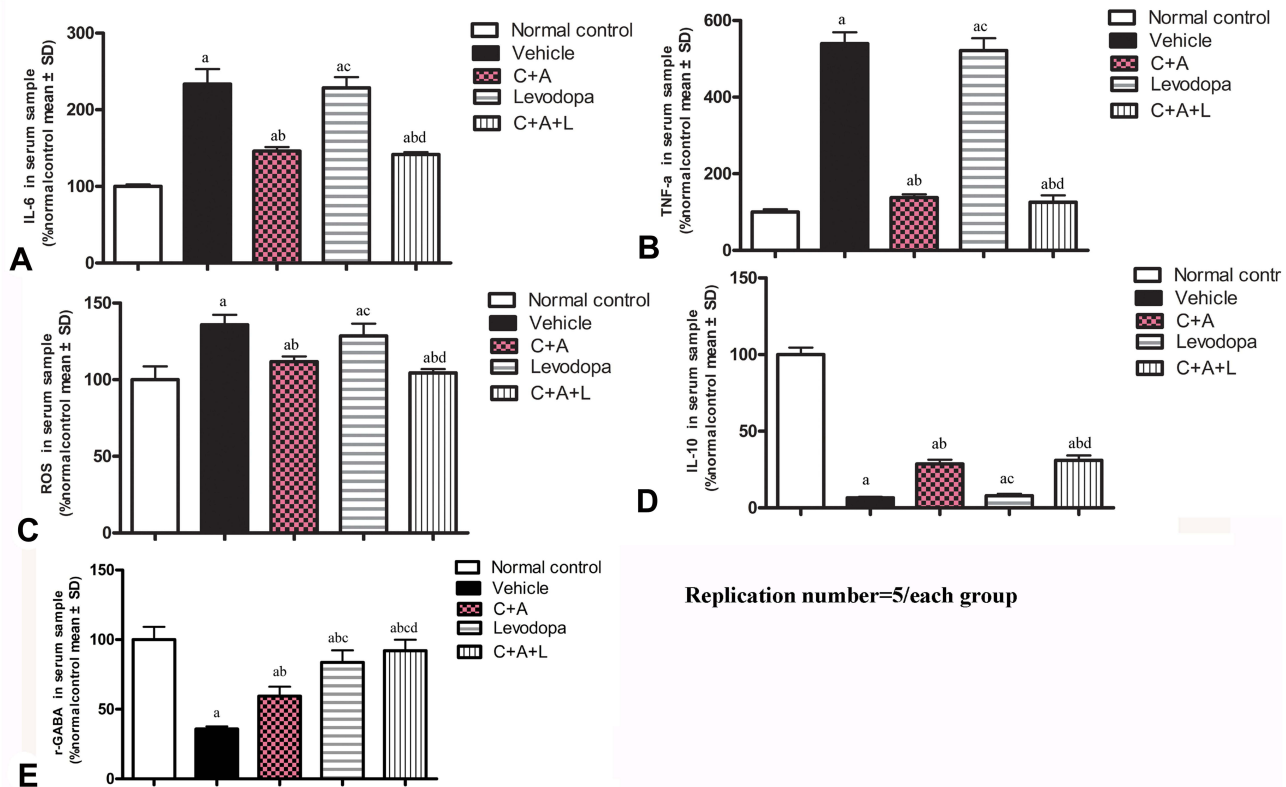 IL-6 in serum sample
(%normalcontrol mean ± SD)
300
200
100
0
a
ab
ac
abd
Normal control
Vehicle
C+A
Levodopa
C+A+L
A
TNF-a in serum sample
(%normalcontrol mean ± SD)
600
400
200
0
a
ab
ac
abd
Normal control
Vehicle
C+A
Levodopa
C+A+L
B
ROS in serum sample
(%normalcontrol mean ± SD)
150
100
50
0
a
ab
ac
abd
Normal control
Vehicle
C+A
Levodopa
C+A+L
C
IL-10 in serum sample
(%normalcontrol mean ± SD)
150
100
50
0
a
ab
ac
abd
Normal contr
Vehicle
C+A
Levodopa
C+A+L
D
r-GABA in serum sample
(%normalcontrol mean ± SD)
150
100
50
0
a
ab
abc
abcd
Normal control
Vehicle
C+A
Levodopa
C+A+L
E
Replication number=5/each group